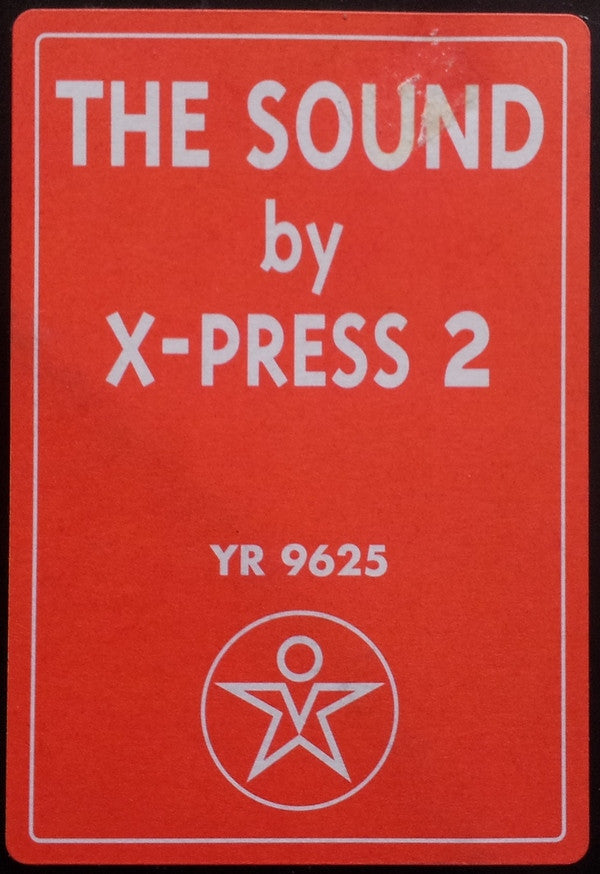 THE SOUND
by
X-PRESS 2
YR 9625